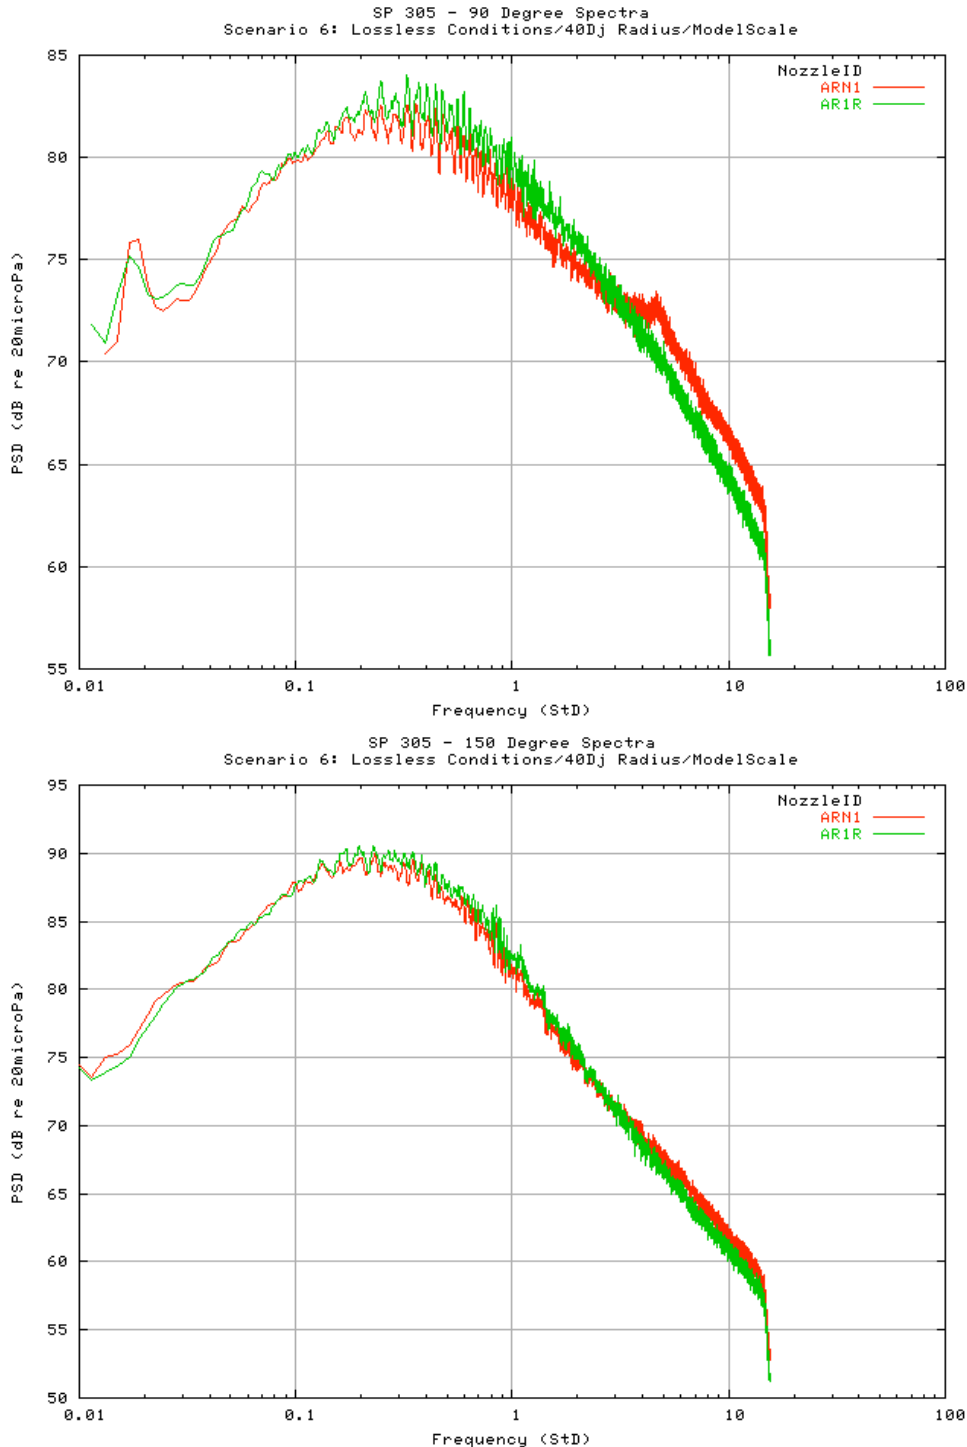 SP 305 - 90 Degree Spectra
Scenario 6: Lossless Conditions/40Dj Radius/ModelScale
85
80
75
70
65
60
55
PSD (dB re 20microPa)
NozzleID
ARN1
AR1R
0.01
0.1
1
10
100
Frequency (StD)
SP 305 - 150 Degree Spectra
Scenario 6: Lossless Conditions/40Dj Radius/ModelScale
95
90
85
80
75
70
65
60
55
50
PSD (dB re 20microPa)
NozzleID
ARN1
AR1R
0.01
0.1
1
10
100
Frequency (StD)